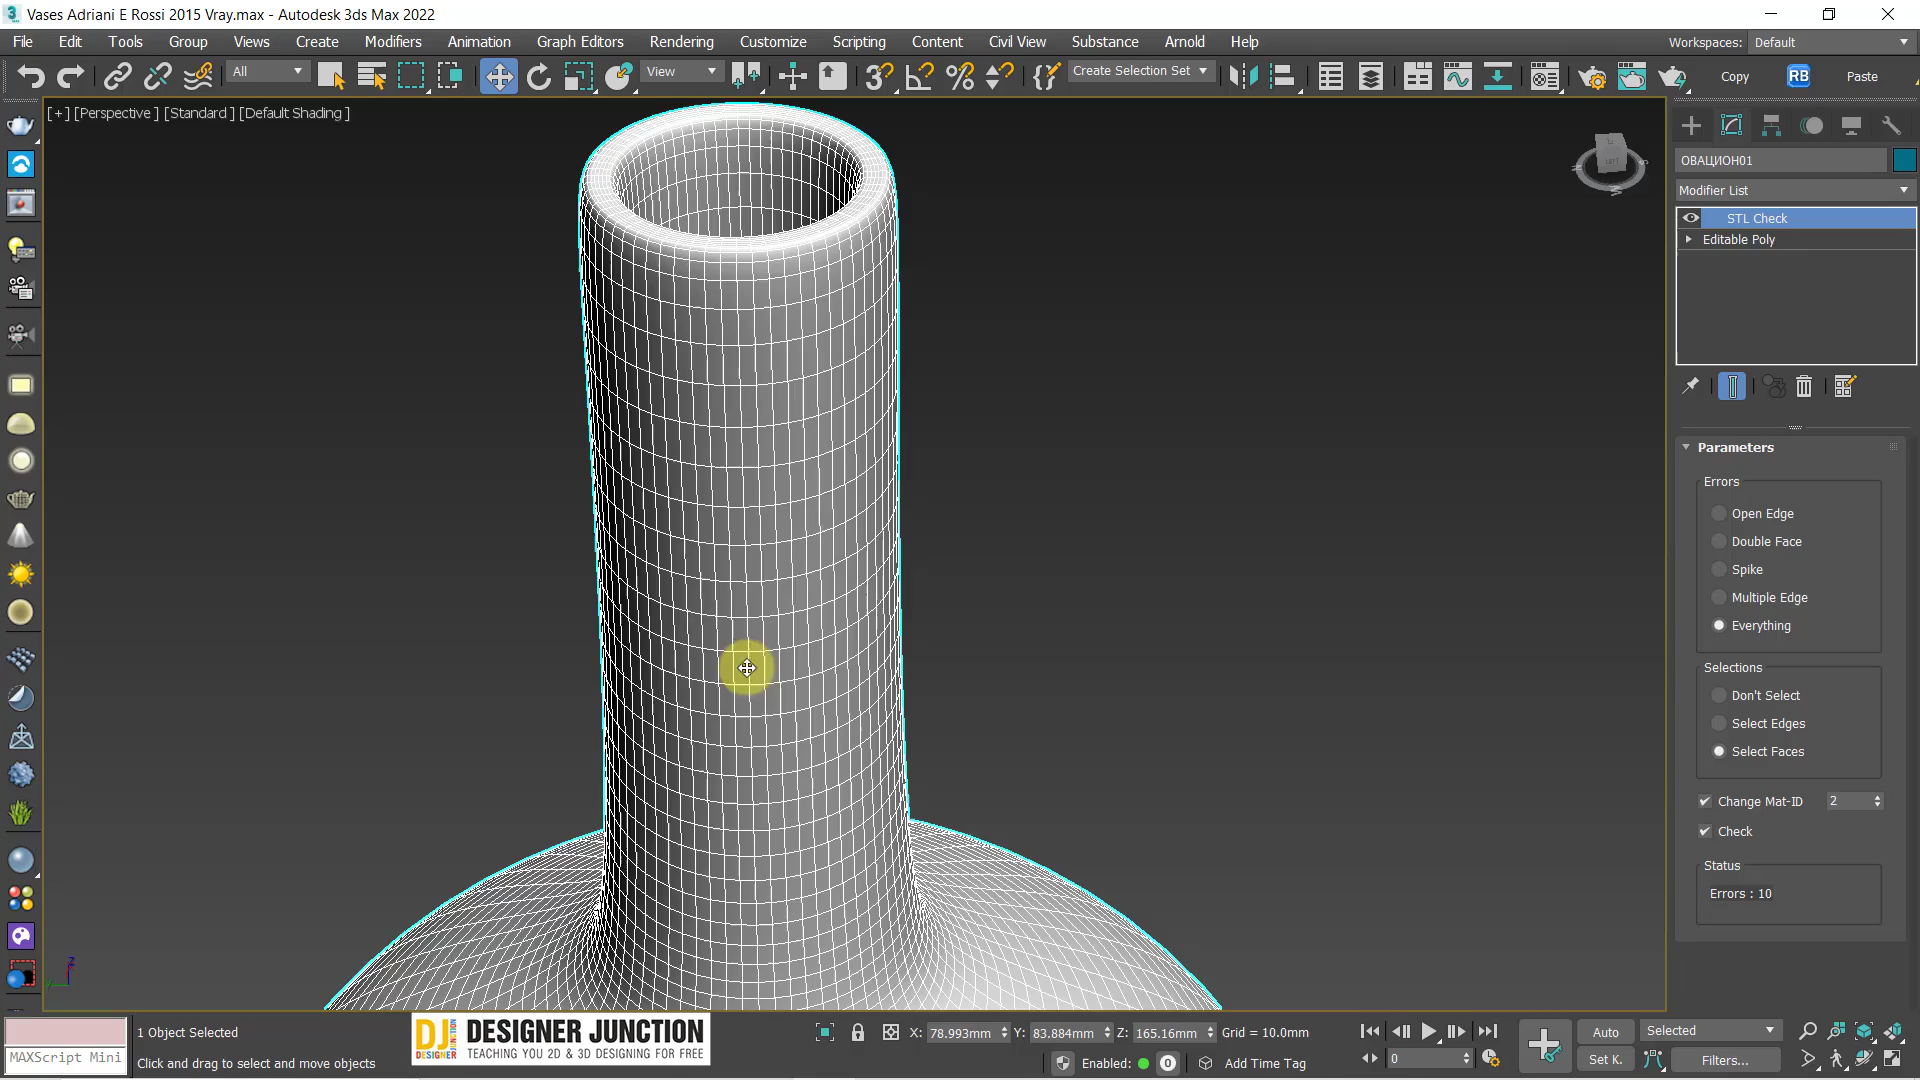 Vases Adriani E Rossi 2015 Vray.max - Autodesk 3ds Max 2022
File Edit Tools Group Views Create Modifiers Animation Graph Editors Rendering Customize Scripting Content Civil View Substance Arnold Help Workspaces: Default
All View Create Selection Set Copy RB Paste
[+] [Perspective ] [Standard ] [Default Shading ]
ОВАЦИОН01
Modifier List
STL Check
Editable Poly
Parameters
Errors
Open Edge
Double Face
Spike
Multiple Edge
Everything
Selections
Don't Select
Select Edges
Select Faces
Change Mat-ID 2
Check
Status
Errors : 10
MAXScript Mini
1 Object Selected
Click and drag to select and move objects
DJ DESIGNER JUNCTION
TEACHING YOU 2D & 3D DESIGNING FOR FREE
X: 78.993mm Y: 83.884mm Z: 165.16mm Grid = 10.0mm
Enabled: 0 Add Time Tag
0
Auto Selected
Set K. Filters...